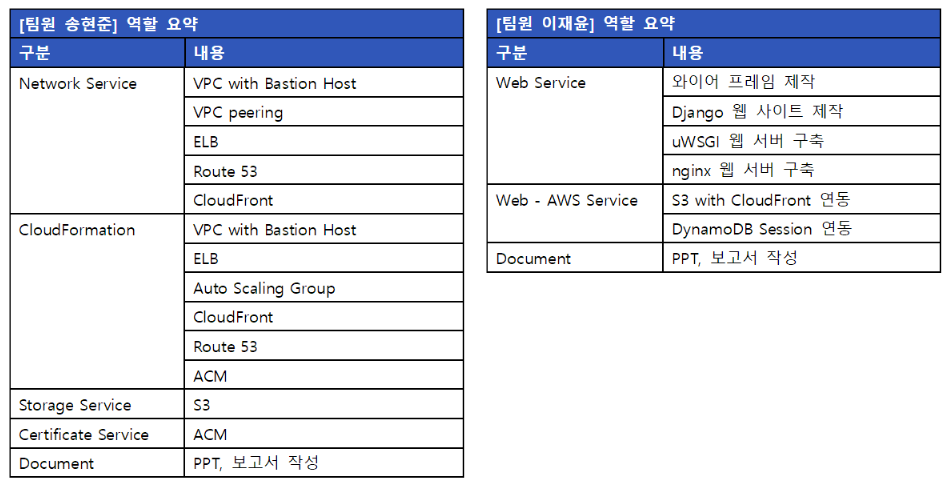 [팀원 송현준] 역할 요약
구분 내용
Network Service VPC with Bastion Host
VPC peering
ELB
Route 53
CloudFront
CloudFormation VPC with Bastion Host
ELB
Auto Scaling Group
CloudFront
Route 53
ACM
Storage Service S3
Certificate Service ACM
Document PPT, 보고서 작성
[팀원 이재윤] 역할 요약
구분 내용
Web Service 와이어 프레임 제작
Django 웹 사이트 제작
uWSGI 웹 서버 구축
nginx 웹 서버 구축
Web - AWS Service S3 with CloudFront 연동
DynamoDB Session 연동
Document PPT, 보고서 작성